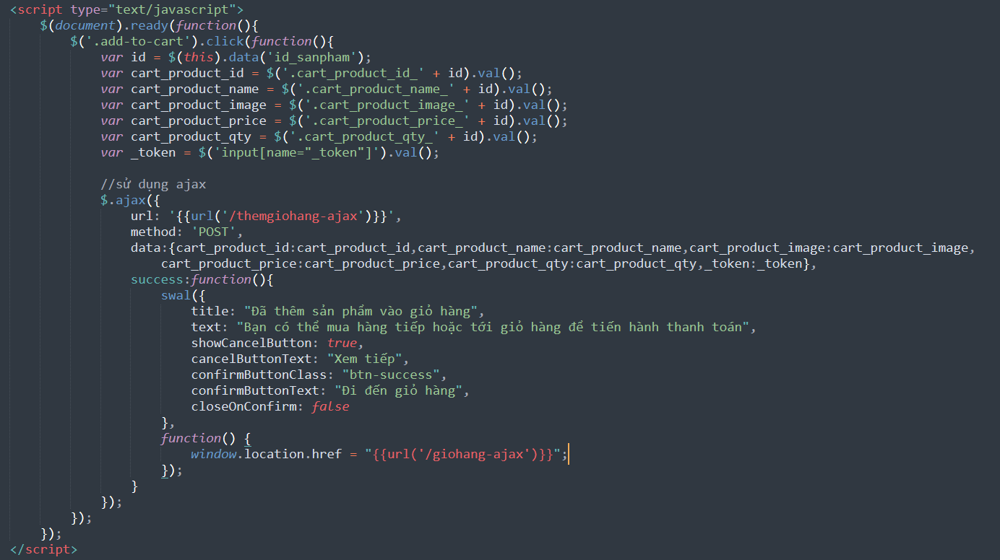 <script type="text/javascript">
    $(document).ready(function(){
        $('.add-to-cart').click(function(){
            var id = $(this).data('id_sanpham');
            var cart_product_id = $('.cart_product_id_' + id).val();
            var cart_product_name = $('.cart_product_name_' + id).val();
            var cart_product_image = $('.cart_product_image_' + id).val();
            var cart_product_price = $('.cart_product_price_' + id).val();
            var cart_product_qty = $('.cart_product_qty_' + id).val();
            var _token = $('input[name="_token"]').val();

            //sử dụng ajax
            $.ajax({
                url: '{{url('/themgiohang-ajax')}}',
                method: 'POST',
                data:{cart_product_id:cart_product_id,cart_product_name:cart_product_name,cart_product_image:cart_product_image,
                    cart_product_price:cart_product_price,cart_product_qty:cart_product_qty,_token:_token},
                success:function(){
                    swal({
                        title: "Đã thêm sản phẩm vào giỏ hàng",
                        text: "Bạn có thể mua hàng tiếp hoặc tới giỏ hàng để tiến hành thanh toán",
                        showCancelButton: true,
                        cancelButtonText: "Xem tiếp",
                        confirmButtonClass: "btn-success",
                        confirmButtonText: "Đi đến giỏ hàng",
                        closeOnConfirm: false
                    },
                    function() {
                        window.location.href = "{{url('/giohang-ajax')}}";
                    });
                }
            });
        });
    });
</script>